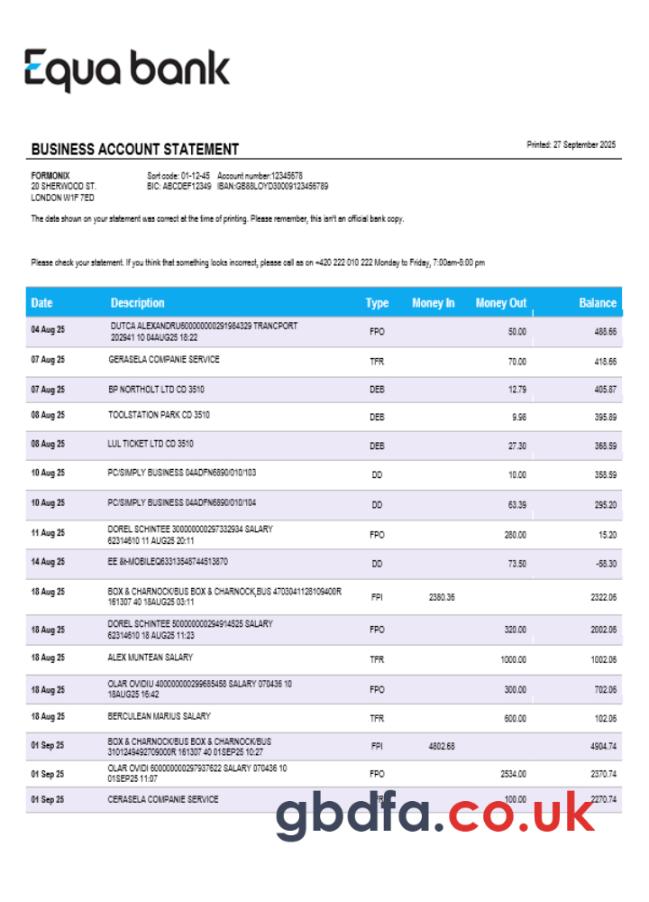 Equa bank
BUSINESS ACCOUNT STATEMENT
Printed: 27 September 2025
FORMONIX
20 SHERWOOD ST.
LONDON W1F 7ED
Sort code: 01-12-45 Account number:12345678
BIC: ABCDEF12349 IBAN:GB88LOYD30009123456789
The data shown on your statement was correct at the time of printing. Please remember, this isn't an official bank copy.
Please check your statement. If you think that something looks incorrect, please call as on +420 222 010 222 Monday to Friday, 7:00am-8:00 pm
Date Description Type Money In Money Out Balance
04 Aug 25 DUTCA ALEXANDRU600000000291984329 TRANCPORT
202941 10 04AUG25 18:22 FPO 50.00 488.66
07 Aug 25 GERASELA COMPANIE SERVICE TFR 70.00 418.66
07 Aug 25 BP NORTHOLT LTD CD 3510 DEB 12.79 405.87
08 Aug 25 TOOLSTATION PARK CD 3510 DEB 9.98 395.89
08 Aug 25 LUL TICKET LTD CD 3510 DEB 27.30 368.59
10 Aug 25 PC/SIMPLY BUSINESS 04ADFN6890/010/103 DD 10.00 358.59
10 Aug 25 PC/SIMPLY BUSINESS 04ADFN6890/010/104 DD 63.39 295.20
11 Aug 25 DOREL SCHINTEE 300000000297332934 SALARY
62314610 11 AUG25 20:11 FPO 280.00 15.20
14 Aug 25 EE &t-MOBILEQ63313548744513870 DD 73.50 -58.30
18 Aug 25 BOX & CHARNOCK/BUS BOX & CHARNOCK,BUS 4703041128109400R
161307 40 18AUG25 03:11 FPI 2380.36 2322.06
18 Aug 25 DOREL SCHINTEE 500000000294914525 SALARY
62314610 18 AUG25 11:23 FPO 320.00 2002.06
18 Aug 25 ALEX MUNTEAN SALARY TFR 1000.00 1002.06
18 Aug 25 OLAR OVIDIU 400000000299685458 SALARY 070436 10
18AUG25 16:42 FPO 300.00 702.06
18 Aug 25 BERCULEAN MARIUS SALARY TFR 600.00 102.06
01 Sep 25 BOX & CHARNOCK/BUS BOX & CHARNOCK/BUS
3101249492709000R 161307 40 01SEP25 10:27 FPI 4802.68 4904.74
01 Sep 25 OLAR OVIDI 600000000297937622 SALARY 070436 10
01SEP25 11:07 FPO 2534.00 2370.74
01 Sep 25 CERASELA COMPANIE SERVICE TFR 100.00 2270.74
gbdfa.co.uk